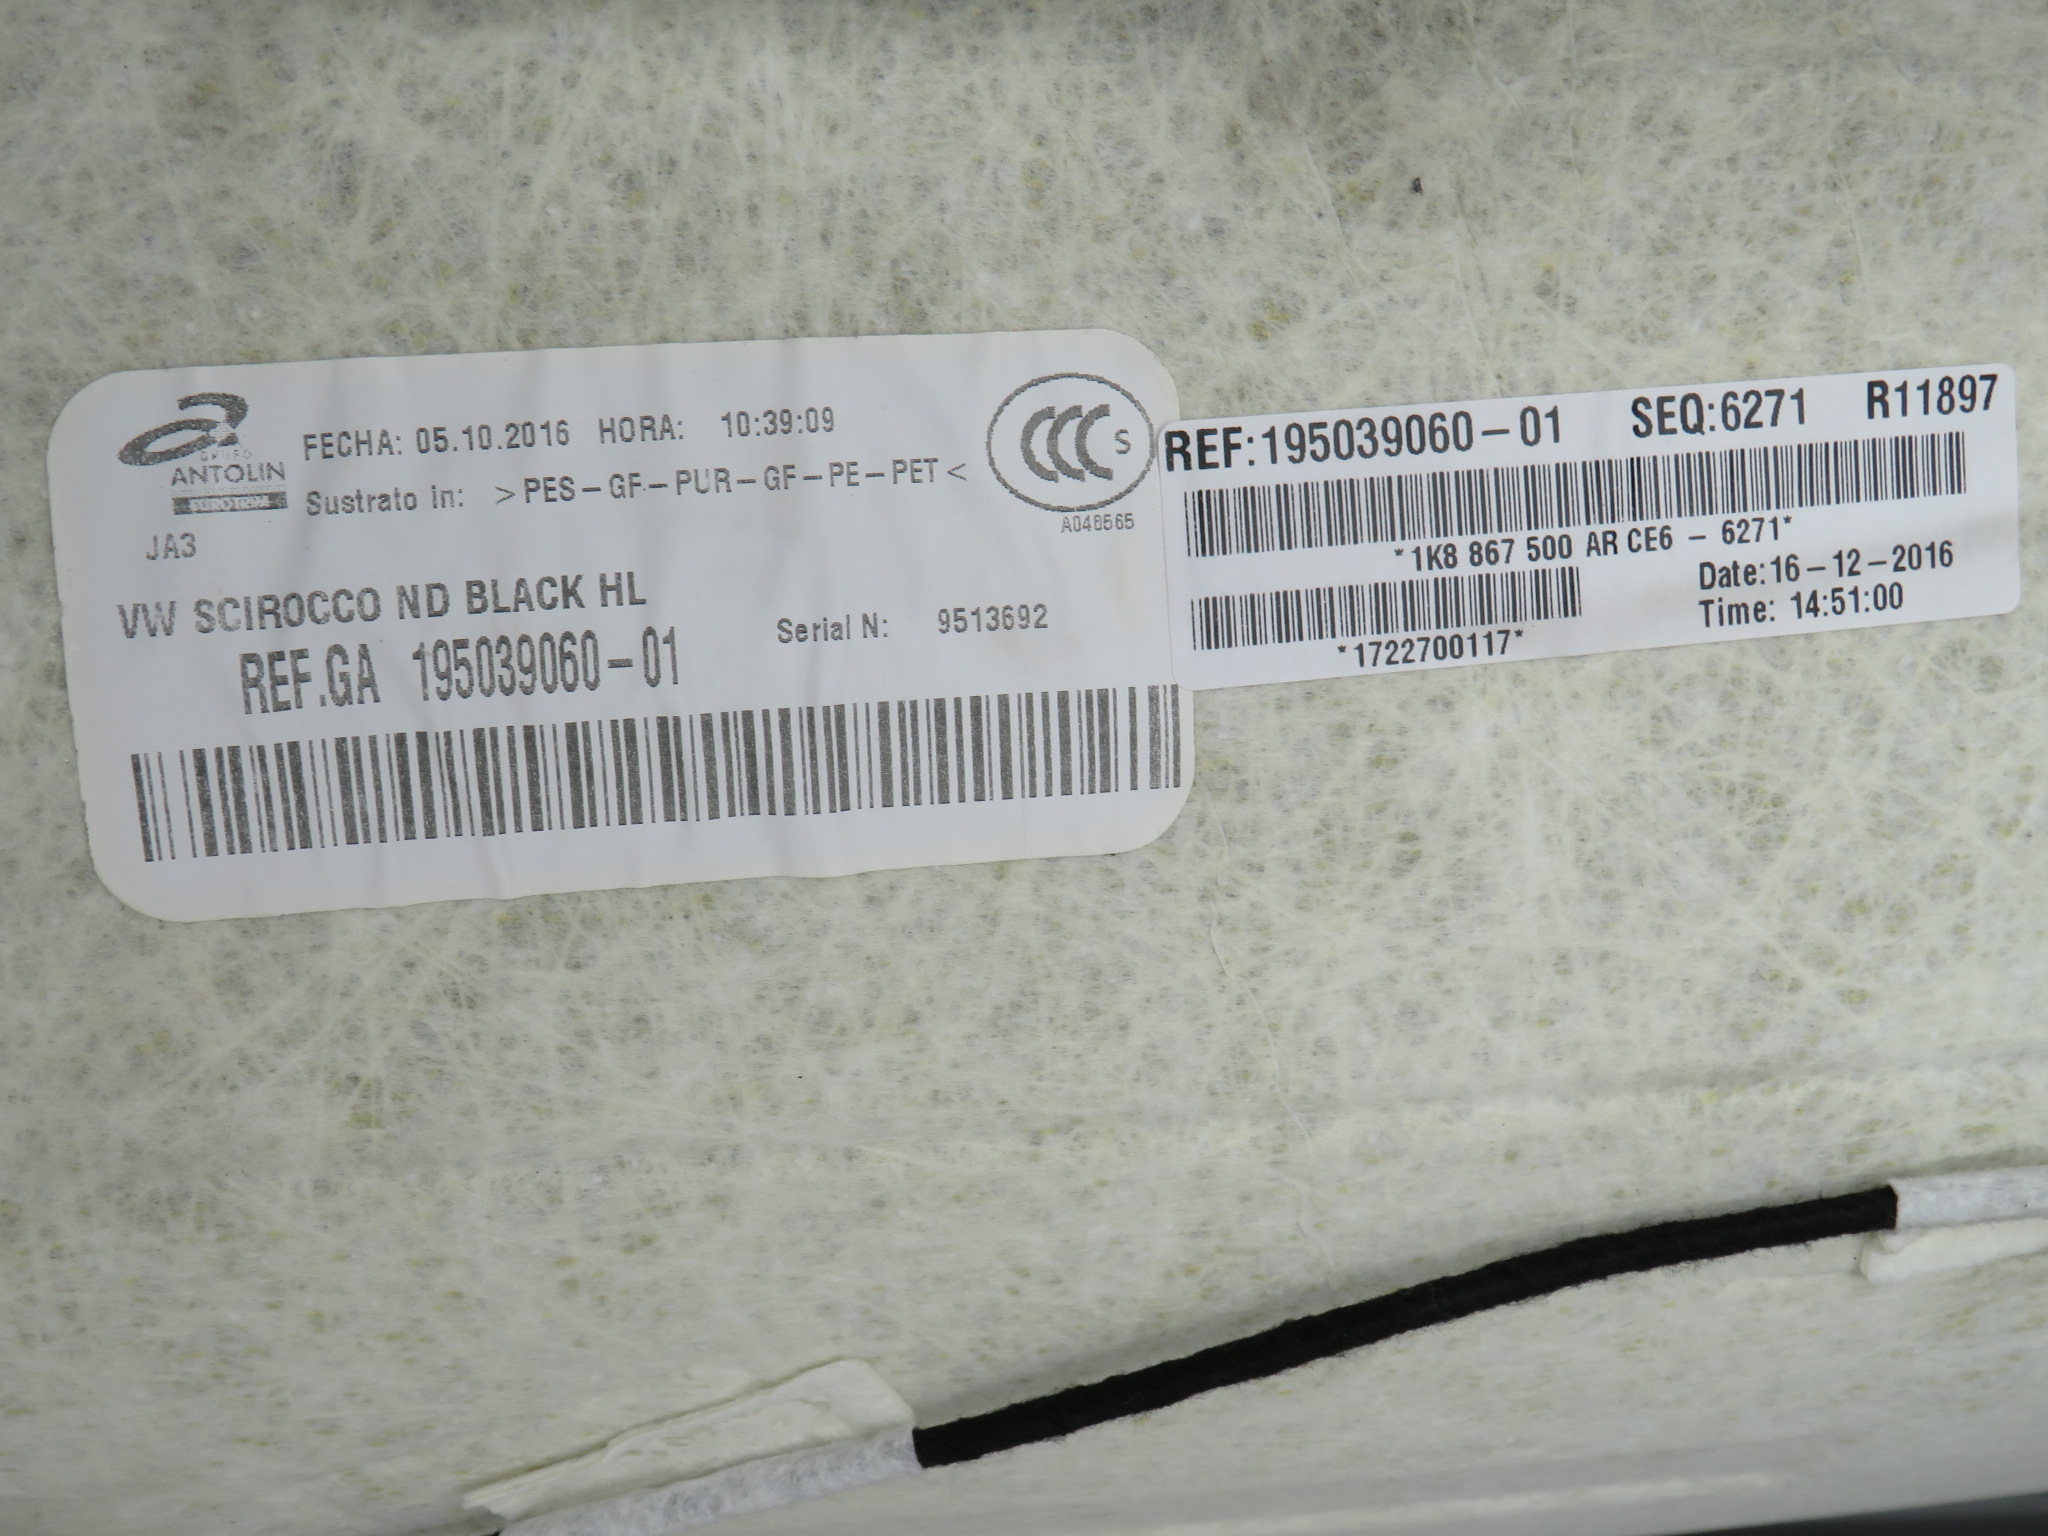 GRUPO
ANTOLIN
EUROTRIM
FECHA: 05.10.2016 HORA: 10:39:09
Sustrato in: >PES-GF-PUR-GF-PE-PET<
CCC S
A048565
JA3
VW SCIROCCO ND BLACK HL
REF.GA 195039060-01
Serial N: 9513692
REF:195039060-01 SEQ:6271 R11897
*1K8 867 500 AR CE6 - 6271*
Date:16-12-2016
Time: 14:51:00
*1722700117*